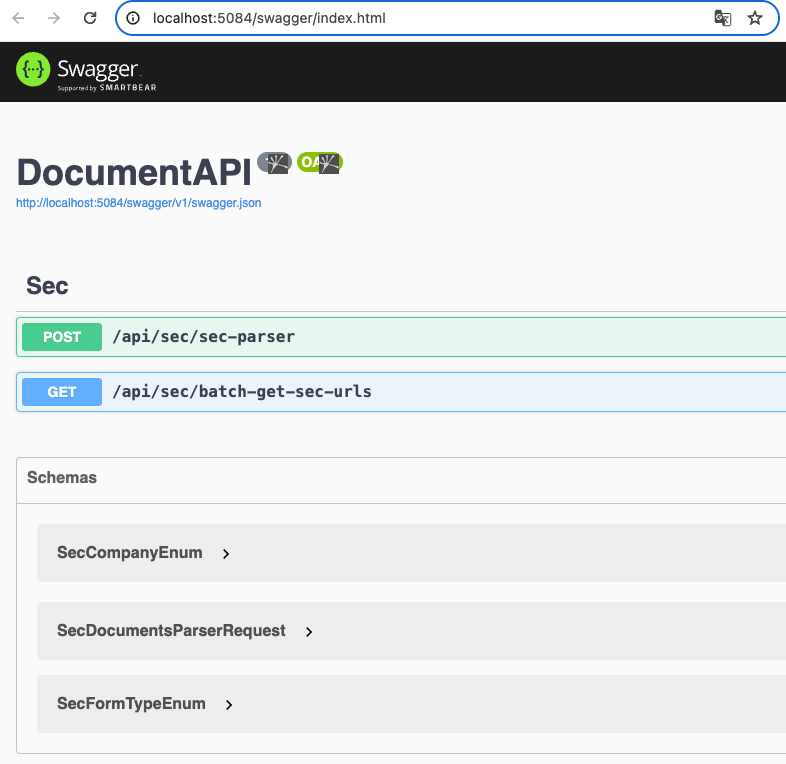 localhost:5084/swagger/index.html
Swagger
Supported by SMARTBEAR
DocumentAPI
http://localhost:5084/swagger/v1/swagger.json
Sec
POST /api/sec/sec-parser
GET /api/sec/batch-get-sec-urls
Schemas
SecCompanyEnum
SecDocumentsParserRequest
SecFormTypeEnum